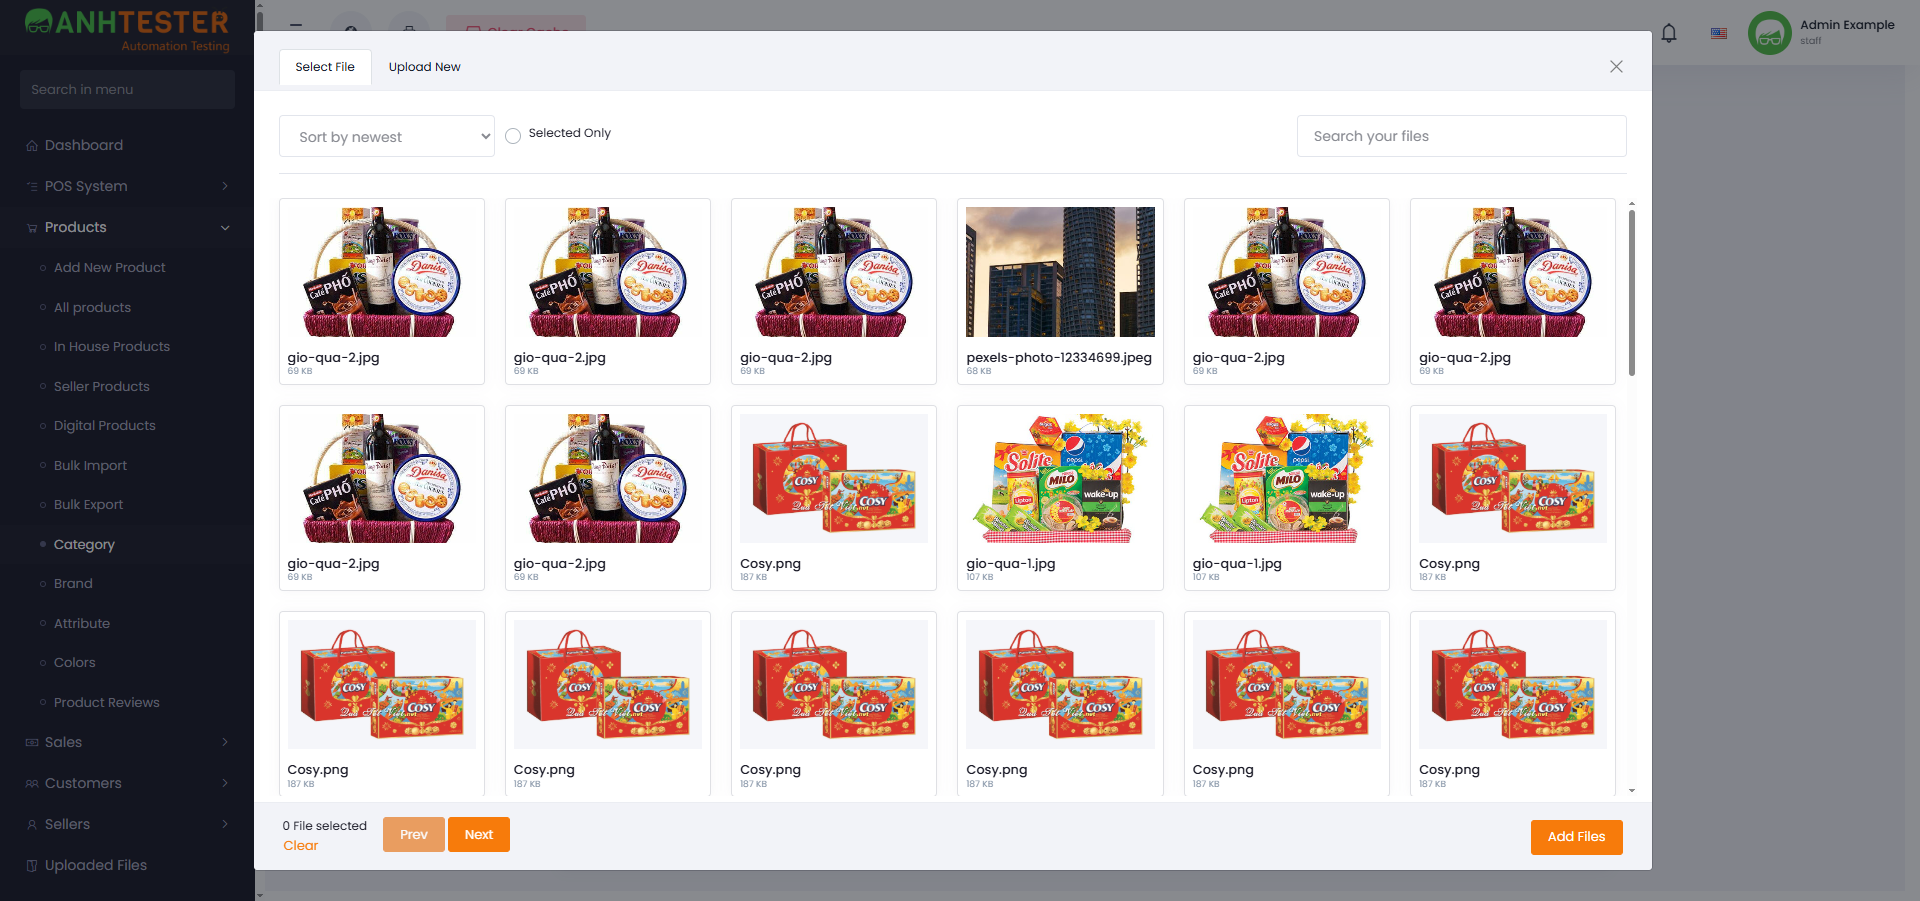 ANHTESTER
Automation Testing
Search in menu
Dashboard
POS System
Products
Add New Product
All products
In House Products
Seller Products
Digital Products
Bulk Import
Bulk Export
Category
Brand
Attribute
Colors
Product Reviews
Sales
Customers
Sellers
Uploaded Files
Admin Example
staff
Select File
Upload New
Sort by newest
Selected Only
Search your files
gio-qua-2.jpg
69 KB
gio-qua-2.jpg
69 KB
gio-qua-2.jpg
69 KB
pexels-photo-12334699.jpeg
68 KB
gio-qua-2.jpg
69 KB
gio-qua-2.jpg
69 KB
gio-qua-2.jpg
69 KB
gio-qua-2.jpg
69 KB
Cosy.png
187 KB
gio-qua-1.jpg
107 KB
gio-qua-1.jpg
107 KB
Cosy.png
187 KB
Cosy.png
187 KB
Cosy.png
187 KB
Cosy.png
187 KB
Cosy.png
187 KB
Cosy.png
187 KB
Cosy.png
187 KB
0 File selected
Clear
Prev
Next
Add Files